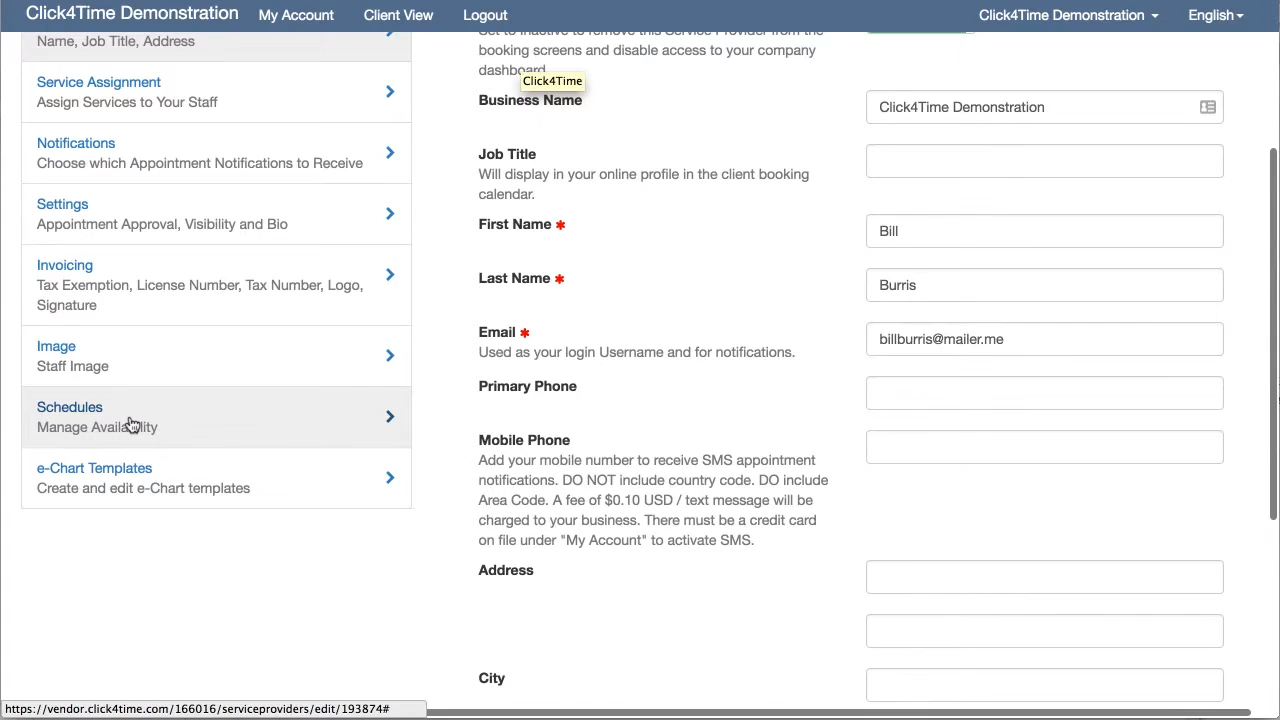 Click4Time Demonstration My Account Client View Logout Click4Time Demonstration English
Name, Job Title, Address
Service Assignment
Assign Services to Your Staff
Notifications
Choose which Appointment Notifications to Receive
Settings
Appointment Approval, Visibility and Bio
Invoicing
Tax Exemption, License Number, Tax Number, Logo,
Signature
Image
Staff Image
Schedules
Manage Availability
e-Chart Templates
Create and edit e-Chart templates
Set to inactive to remove this Service Provider from the
booking screens and disable access to your company
dashboard.
Click4Time
Business Name
Click4Time Demonstration
Job Title
Will display in your online profile in the client booking
calendar.
First Name *
Bill
Last Name *
Burris
Email *
billburris@mailer.me
Used as your login Username and for notifications.
Primary Phone
Mobile Phone
Add your mobile number to receive SMS appointment
notifications. DO NOT include country code. DO include
Area Code. A fee of $0.10 USD / text message will be
charged to your business. There must be a credit card
on file under "My Account" to activate SMS.
Address
City
https://vendor.click4time.com/166016/serviceproviders/edit/193874#